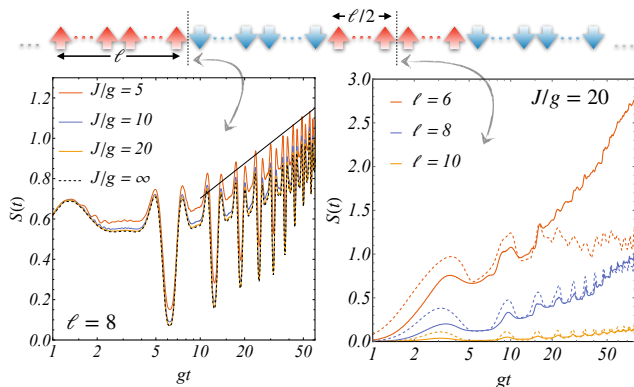 ℓ/2
ℓ
J/g = 5
J/g = 10
J/g = 20
J/g = ∞
ℓ = 8
S(t)
0.0
0.2
0.4
0.6
0.8
1.0
1.2
1
2
5
10
20
50
gt
J/g = 20
ℓ = 6
ℓ = 8
ℓ = 10
S(t)
0.0
0.5
1.0
1.5
2.0
2.5
3.0
1
5
10
50
gt